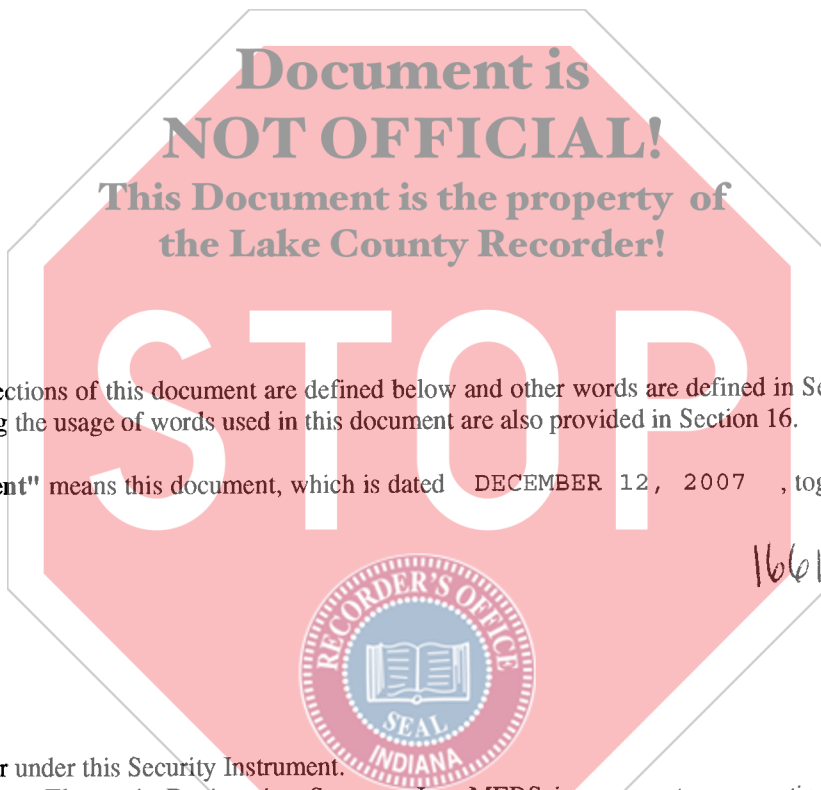 Document is
NOT OFFICIAL!
This Document is the property of
the Lake County Recorder!
STOP
ections of this document are defined below and other words are defined in Se
g the usage of words used in this document are also provided in Section 16.
ent" means this document, which is dated DECEMBER 12, 2007 , tog
1661
RECORDER'S OFFICE
SEAL
INDIANA
r under this Security Instrument.